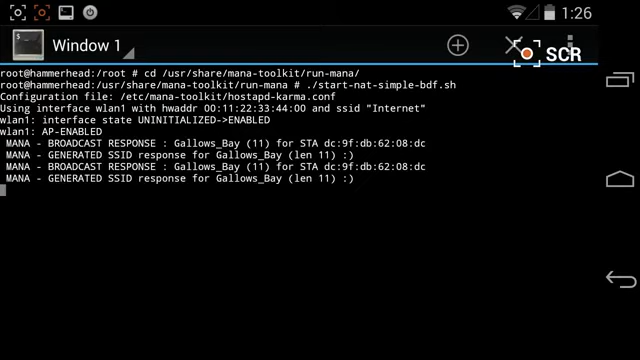 1:26
Window 1
SCR
root@hammerhead:/root # cd /usr/share/mana-toolkit/run-mana/
root@hammerhead:/usr/share/mana-toolkit/run-mana # ./start-nat-simple-bdf.sh
Configuration file: /etc/mana-toolkit/hostapd-karma.conf
Using interface wlan1 with hwaddr 00:11:22:33:44:00 and ssid "Internet"
wlan1: interface state UNINITIALIZED->ENABLED
wlan1: AP-ENABLED
MANA - BROADCAST RESPONSE : Gallows_Bay (11) for STA dc:9f:db:62:08:dc
MANA - GENERATED SSID response for Gallows_Bay (len 11) :)
MANA - BROADCAST RESPONSE : Gallows_Bay (11) for STA dc:9f:db:62:08:dc
MANA - GENERATED SSID response for Gallows_Bay (len 11) :)